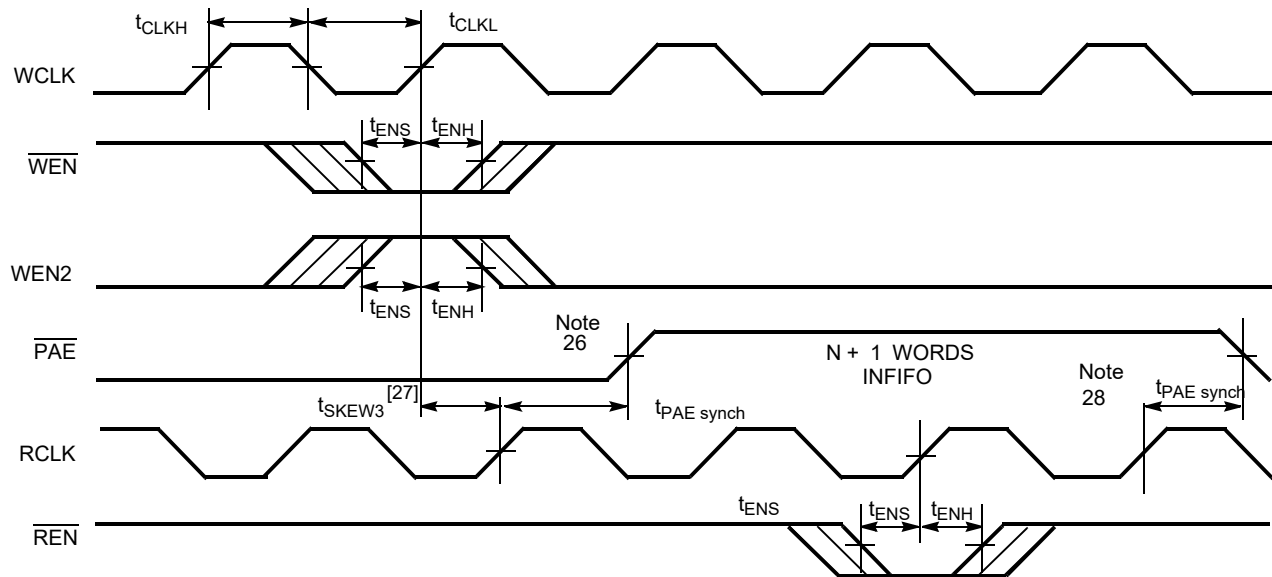 tCLKH
tCLKL
WCLK
tENS
tENH
WEN
WEN2
tENS
tENH
Note
26
PAE
N + 1 WORDS
INFIFO
Note
28
tSKEW3
[27]
tPAE synch
tPAE synch
RCLK
tENS
tENS
tENH
REN